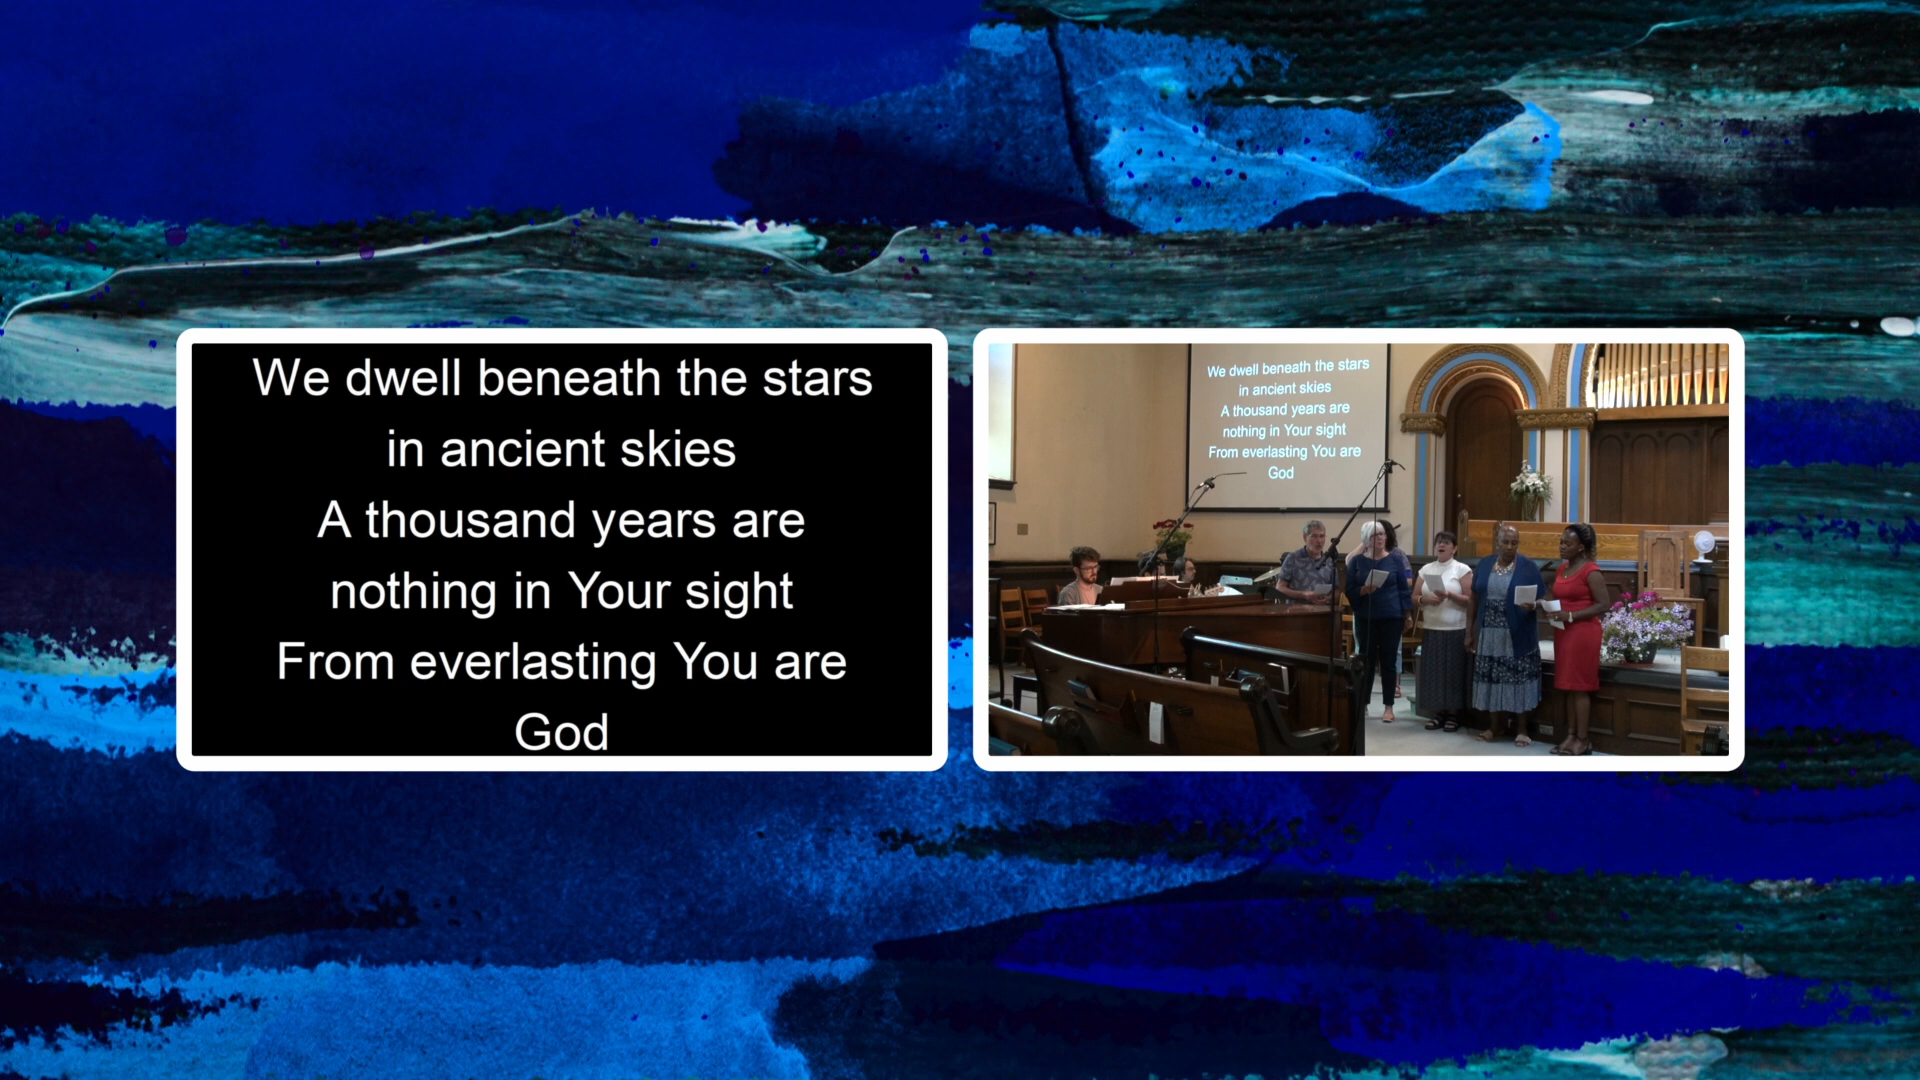 We dwell beneath the stars
in ancient skies
A thousand years are
nothing in Your sight
From everlasting You are
God
We dwell beneath the stars
in ancient skies
A thousand years are
nothing in Your sight
From everlasting You are
God